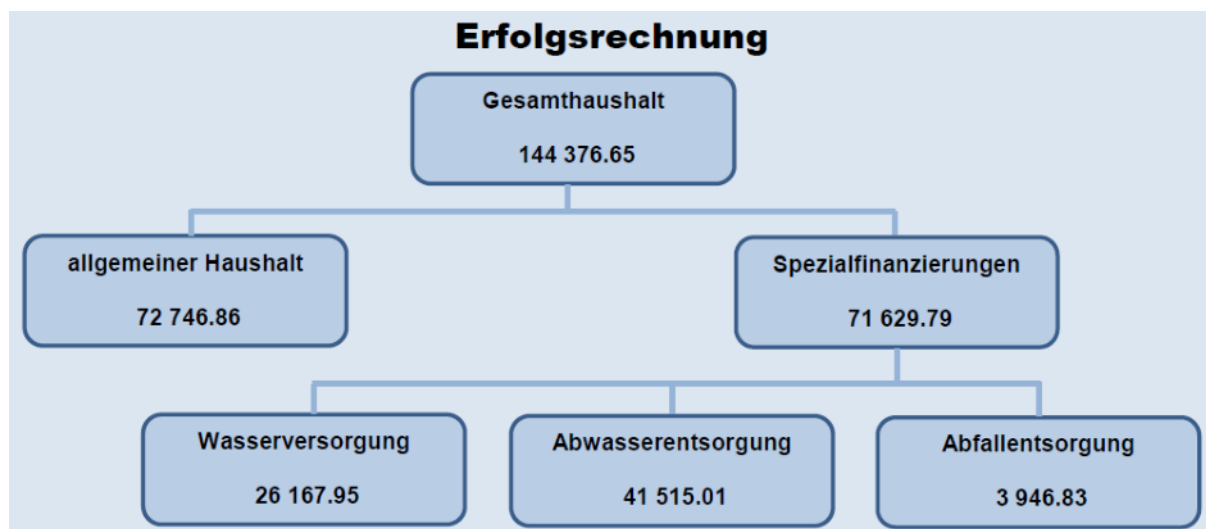 Erfolgsrechnung
Gesamthaushalt
144 376.65
allgemeiner Haushalt
72 746.86
Spezialfinanzierungen
71 629.79
Wasserversorgung
26 167.95
Abwasserentsorgung
41 515.01
Abfallentsorgung
3 946.83